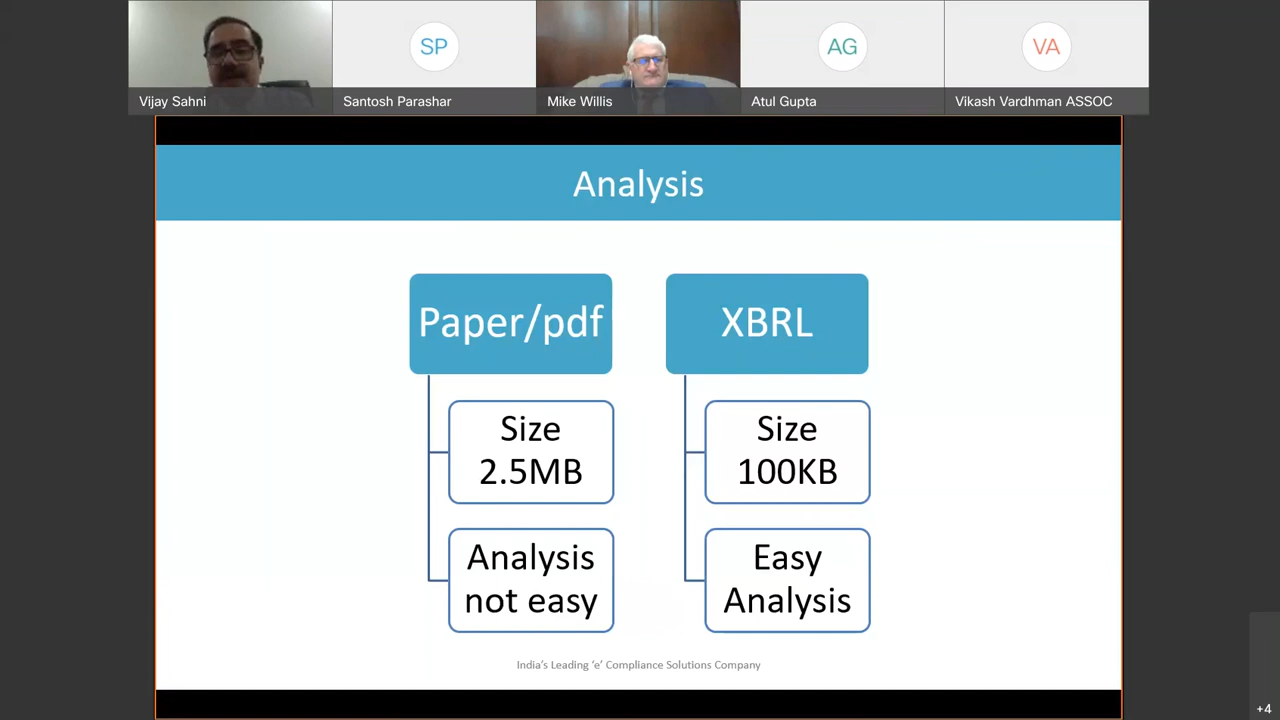 SP
AG
VA
Vijay Sahni
Santosh Parashar
Mike Willis
Atul Gupta
Vikash Vardhman ASSOC
Analysis
Paper/pdf
Size
2.5MB
Analysis
not easy
XBRL
Size
100KB
Easy
Analysis
India's Leading 'e' Compliance Solutions Company
+4